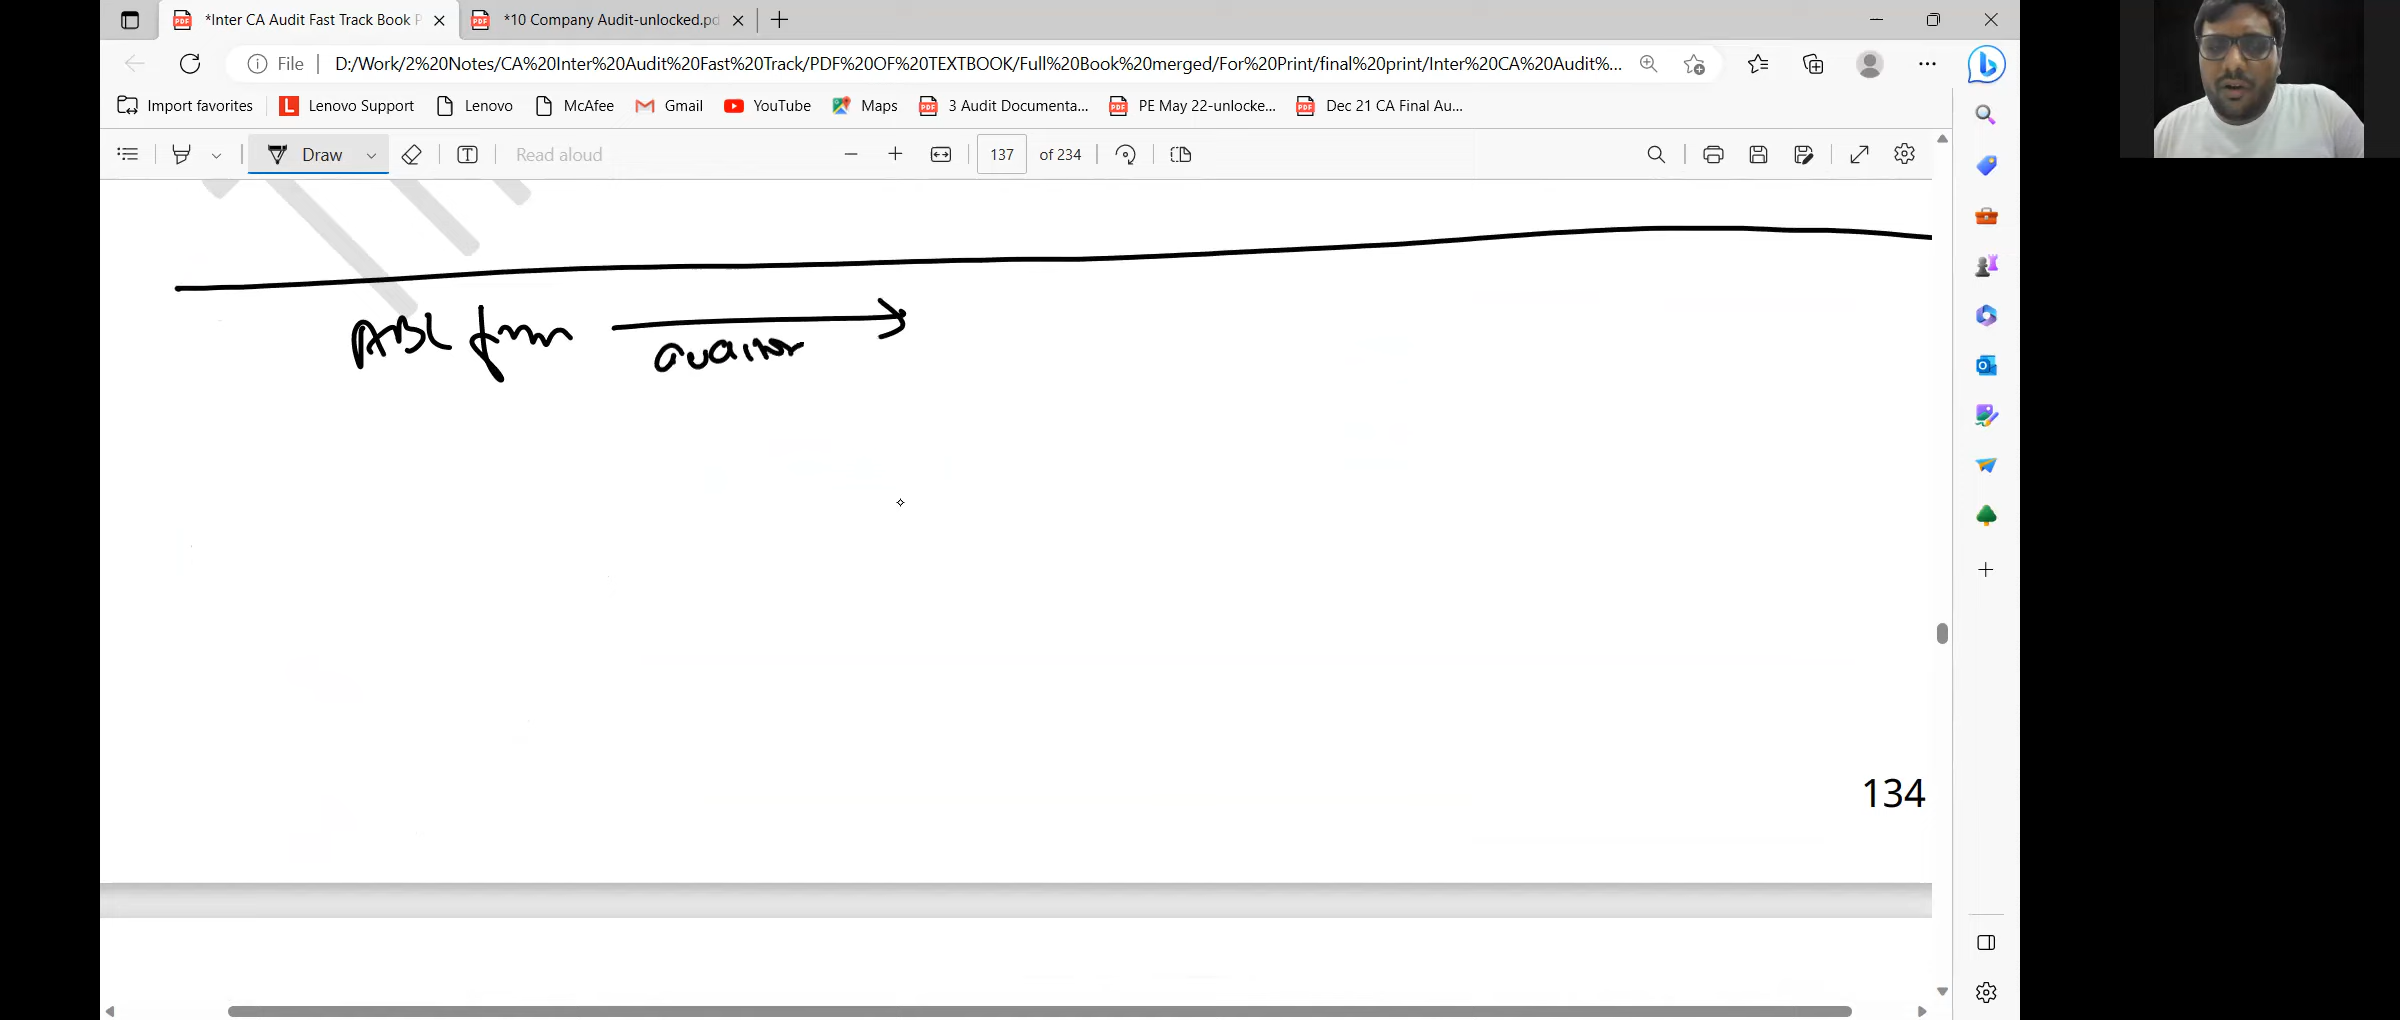 *Inter CA Audit Fast Track Book P
*10 Company Audit-unlocked.pd
File
D:/Work/2%20Notes/CA%20Inter%20Audit%20Fast%20Track/PDF%20OF%20TEXTBOOK/Full%20Book%20merged/For%20Print/final%20print/Inter%20CA%20Audit%...
Import favorites
Lenovo Support
Lenovo
McAfee
Gmail
YouTube
Maps
3 Audit Documenta...
PE May 22-unlocke...
Dec 21 CA Final Au...
Draw
Read aloud
137 of 234
ABC firm
auditor
134